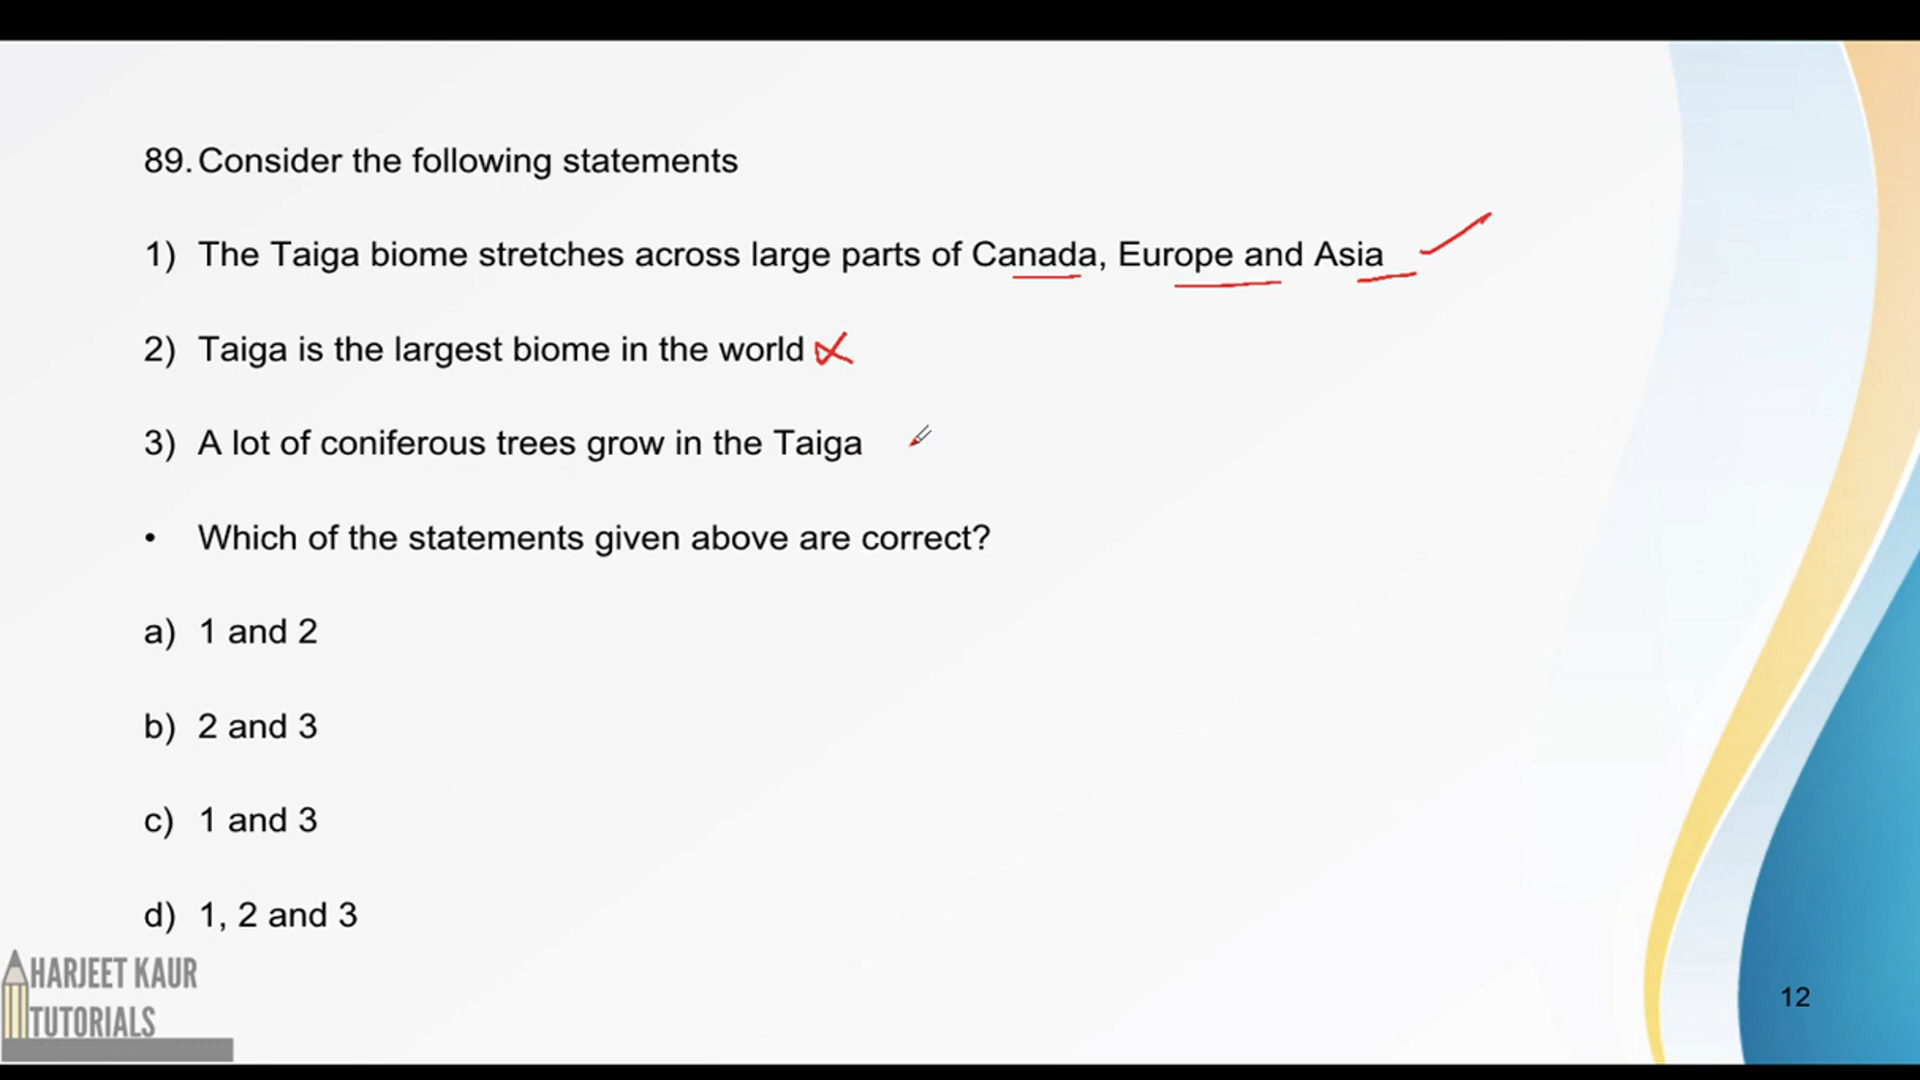 89. Consider the following statements
1) The Taiga biome stretches across large parts of Canada, Europe and Asia
2) Taiga is the largest biome in the world
3) A lot of coniferous trees grow in the Taiga
• Which of the statements given above are correct?
a) 1 and 2
b) 2 and 3
c) 1 and 3
d) 1, 2 and 3
HARJEET KAUR
TUTORIALS
12